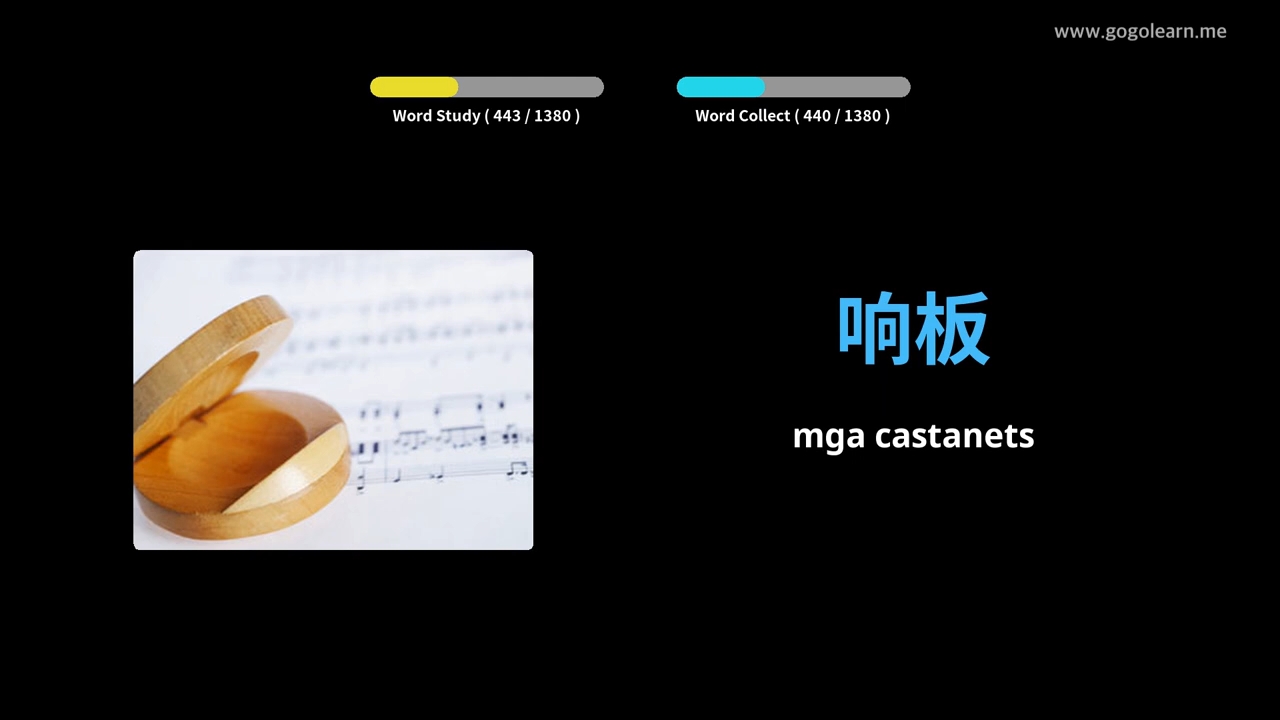 www.gogolearn.me
Word Study ( 443 / 1380 )
Word Collect ( 440 / 1380 )
响板
mga castanets